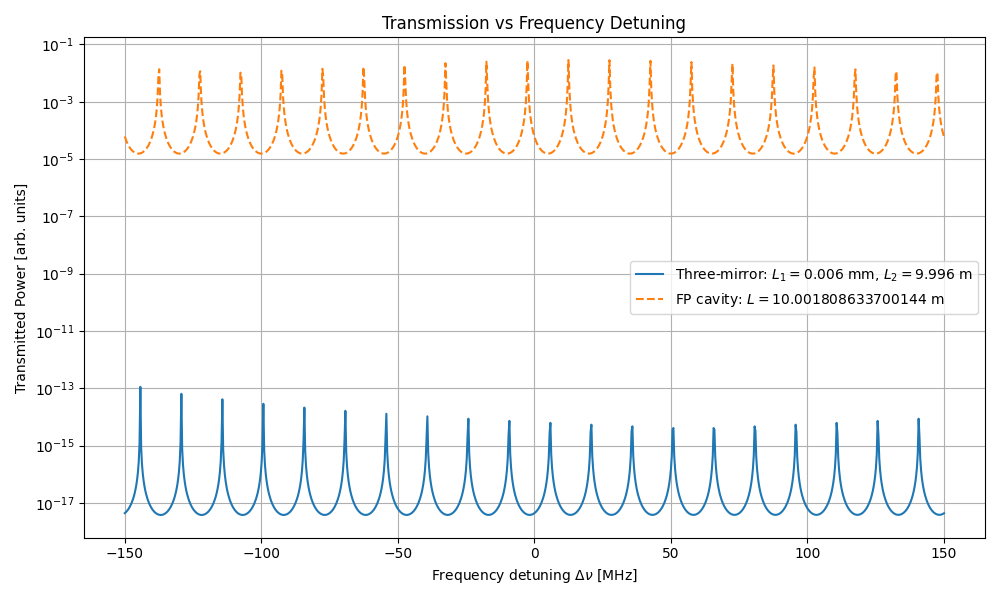 Transmission vs Frequency Detuning
Transmitted Power [arb. units]
10⁻¹
10⁻³
10⁻⁵
10⁻⁷
10⁻⁹
10⁻¹¹
10⁻¹³
10⁻¹⁵
10⁻¹⁷
Three-mirror: L₁ = 0.006 mm, L₂ = 9.996 m
FP cavity: L = 10.001808633700144 m
−150 −100 −50 0 50 100 150
Frequency detuning Δν [MHz]